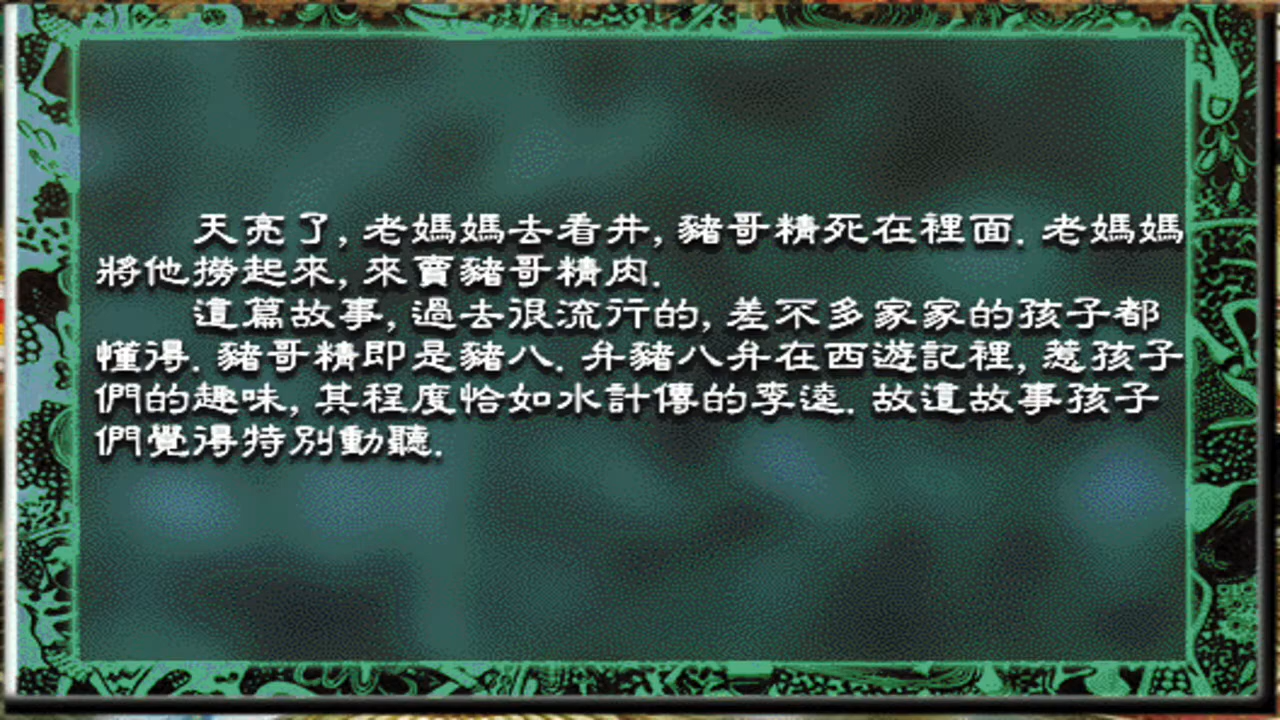 天亮了, 老媽媽去看井, 豬哥精死在裡面. 老媽媽
將他撈起來, 來賣豬哥精肉.
這篇故事, 過去很流行的, 差不多家家的孩子都
懂得. 豬哥精即是豬八. 弁豬八弁在西遊記裡, 惹孩子
們的趣味, 其程度恰如水計傳的李逵. 故這故事孩子
們覺得特別動聽.